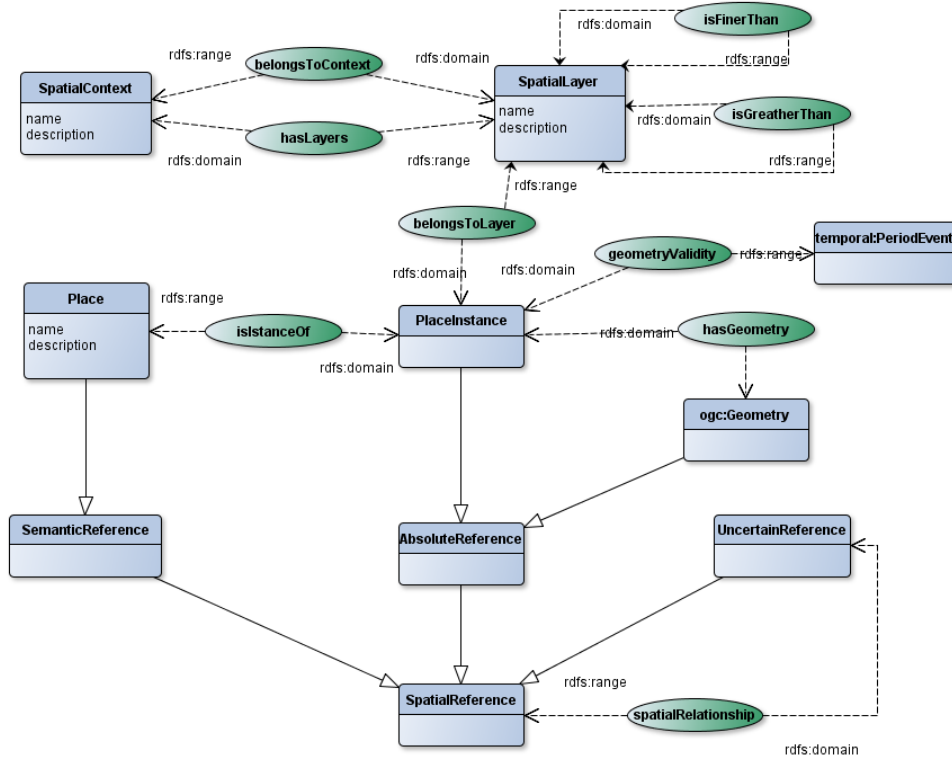 isFinerThan
rdfs:domain
rdfs:range
belongsToContext
rdfs:domain
rdfs:range
SpatialContext
name
description
SpatialLayer
name
description
isGreatherThan
rdfs:domain
rdfs:range
hasLayers
rdfs:domain
rdfs:range
rdfs:range
belongsToLayer
rdfs:domain
geometryValidity
rdfs:range
rdfs:domain
temporal:PeriodEvent
Place
name
description
rdfs:range
isIstanceOf
rdfs:domain
PlaceInstance
rdfs:domain
hasGeometry
ogc:Geometry
SemanticReference
AbsoluteReference
UncertainReference
SpatialReference
rdfs:range
spatialRelationship
rdfs:domain